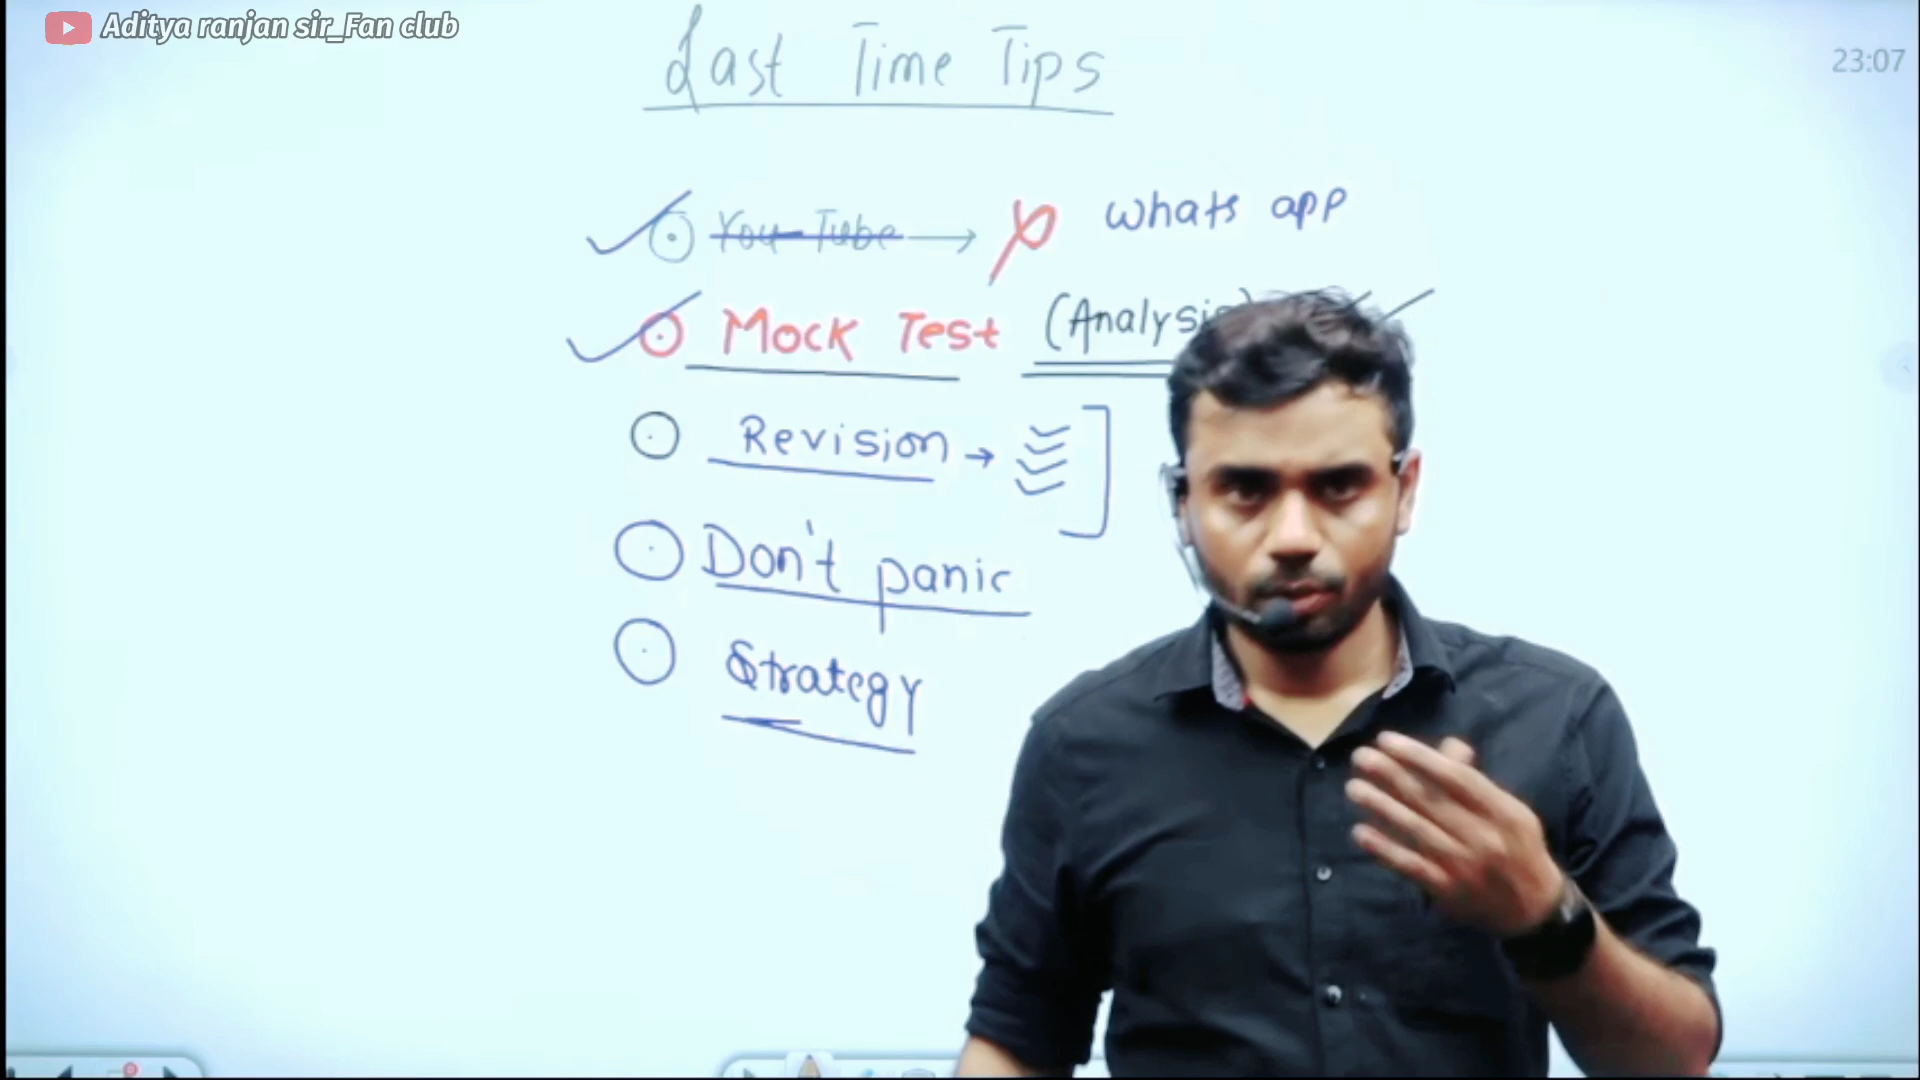 Aditya ranjan sir_Fan club
Last Time Tips
23:07
You Tube → whats app
Mock Test (Analysis)
Revision →
Don't panic
Strategy